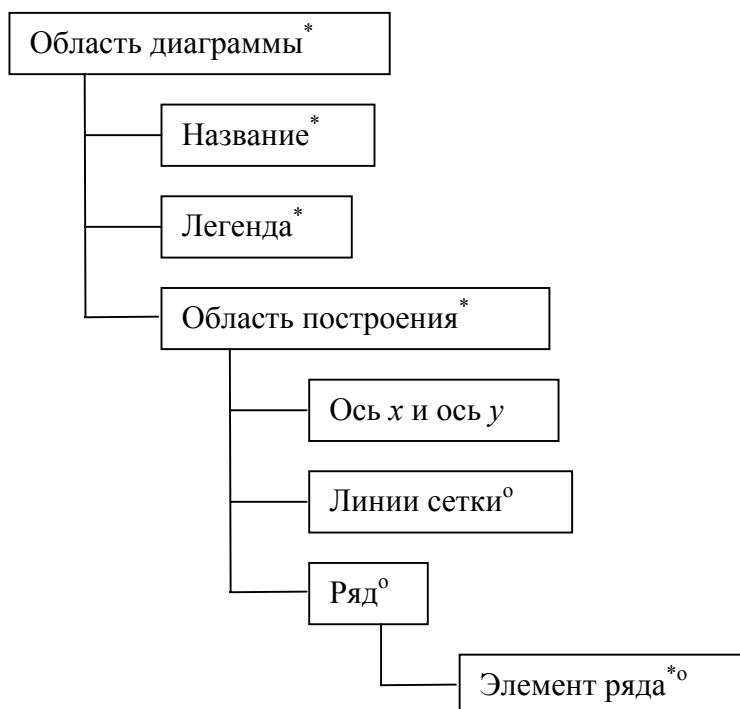 Область диаграммы*
Название*
Легенда*
Область построения*
Ось x и ось y
Линии сеткиo
Рядo
Элемент ряда*o